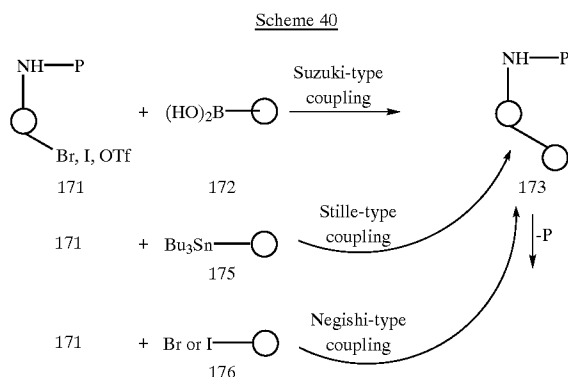 Scheme 40
NH P
NH P
+ (HO)₂B Suzuki-type
coupling
Br, I, OTf
171 172 173
Stille-type
coupling
-P
171 + Bu₃Sn
175
171 + Br or I Negishi-type
coupling
176